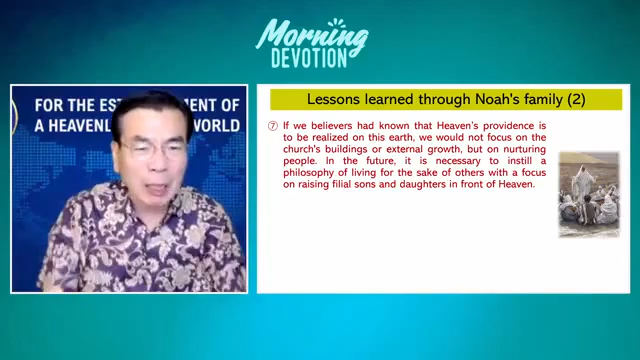 Morning
DEVOTION
FOR THE EST MENT OF
A HEAVENL WORLD
Lessons learned through Noah's family (2)
⑦ If we believers had known that Heaven's providence is
to be realized on this earth, we would not focus on the
church's buildings or external growth, but on nurturing
people. In the future, it is necessary to instill a
philosophy of living for the sake of others with a focus
on raising filial sons and daughters in front of Heaven.